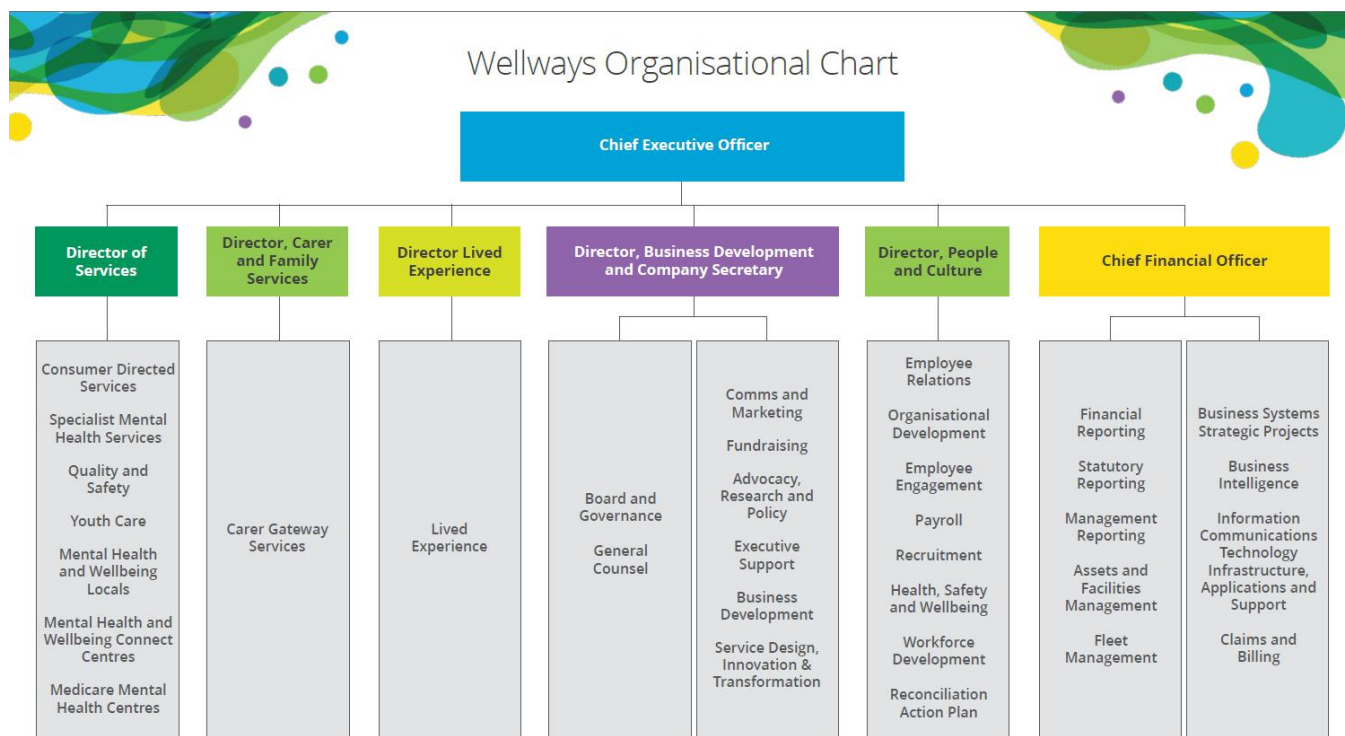 Wellways Organisational Chart
Chief Executive Officer
Director of
Services
Director, Carer
and Family
Services
Director Lived
Experience
Director, Business Development
and Company Secretary
Director, People
and Culture
Chief Financial Officer
Consumer Directed
Services
Specialist Mental
Health Services
Quality and
Safety
Youth Care
Mental Health
and Wellbeing
Locals
Mental Health and
Wellbeing Connect
Centres
Medicare Mental
Health Centres
Carer Gateway
Services
Lived
Experience
Board and
Governance
General
Counsel
Comms and
Marketing
Fundraising
Advocacy,
Research and
Policy
Executive
Support
Business
Development
Service Design,
Innovation &
Transformation
Employee
Relations
Organisational
Development
Employee
Engagement
Payroll
Recruitment
Health, Safety
and Wellbeing
Workforce
Development
Reconciliation
Action Plan
Financial
Reporting
Statutory
Reporting
Management
Reporting
Assets and
Facilities
Management
Fleet
Management
Business Systems
Strategic Projects
Business
Intelligence
Information
Communications
Technology
Infrastructure,
Applications and
Support
Claims and
Billing